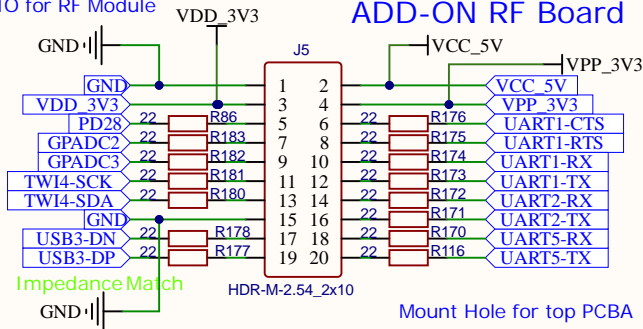 IO for RF Module
VDD_3V3
ADD-ON RF Board
GND
J5
VCC_5V
VPP_3V3
GND 1 2 VCC_5V
VDD_3V3 3 4 VPP_3V3
PD28 22 R86 5 6 22 R176 UART1-CTS
GPADC2 22 R183 7 8 22 R175 UART1-RTS
GPADC3 22 R182 9 10 22 R174 UART1-RX
TWI4-SCK 22 R181 11 12 22 R173 UART1-TX
TWI4-SDA 22 R180 13 14 22 R172 UART2-RX
GND 15 16 22 R171 UART2-TX
USB3-DN 22 R178 17 18 22 R170 UART5-RX
USB3-DP 22 R177 19 20 22 R116 UART5-TX
Impedance Match
HDR-M-2.54_2x10
GND
Mount Hole for top PCBA